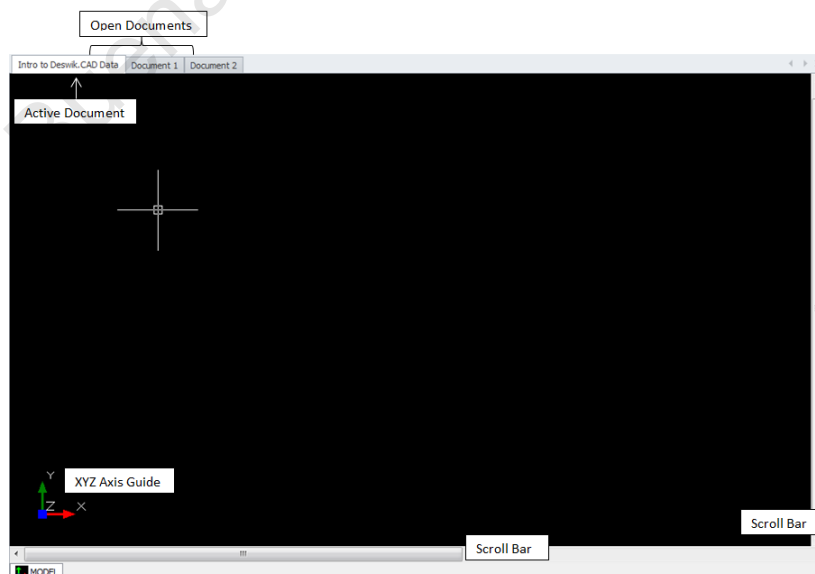 Open Documents
Intro to Deswik.CAD Data Document 1 Document 2
Active Document
Y
XYZ Axis Guide
Z X
Scroll Bar
Scroll Bar
MODEL